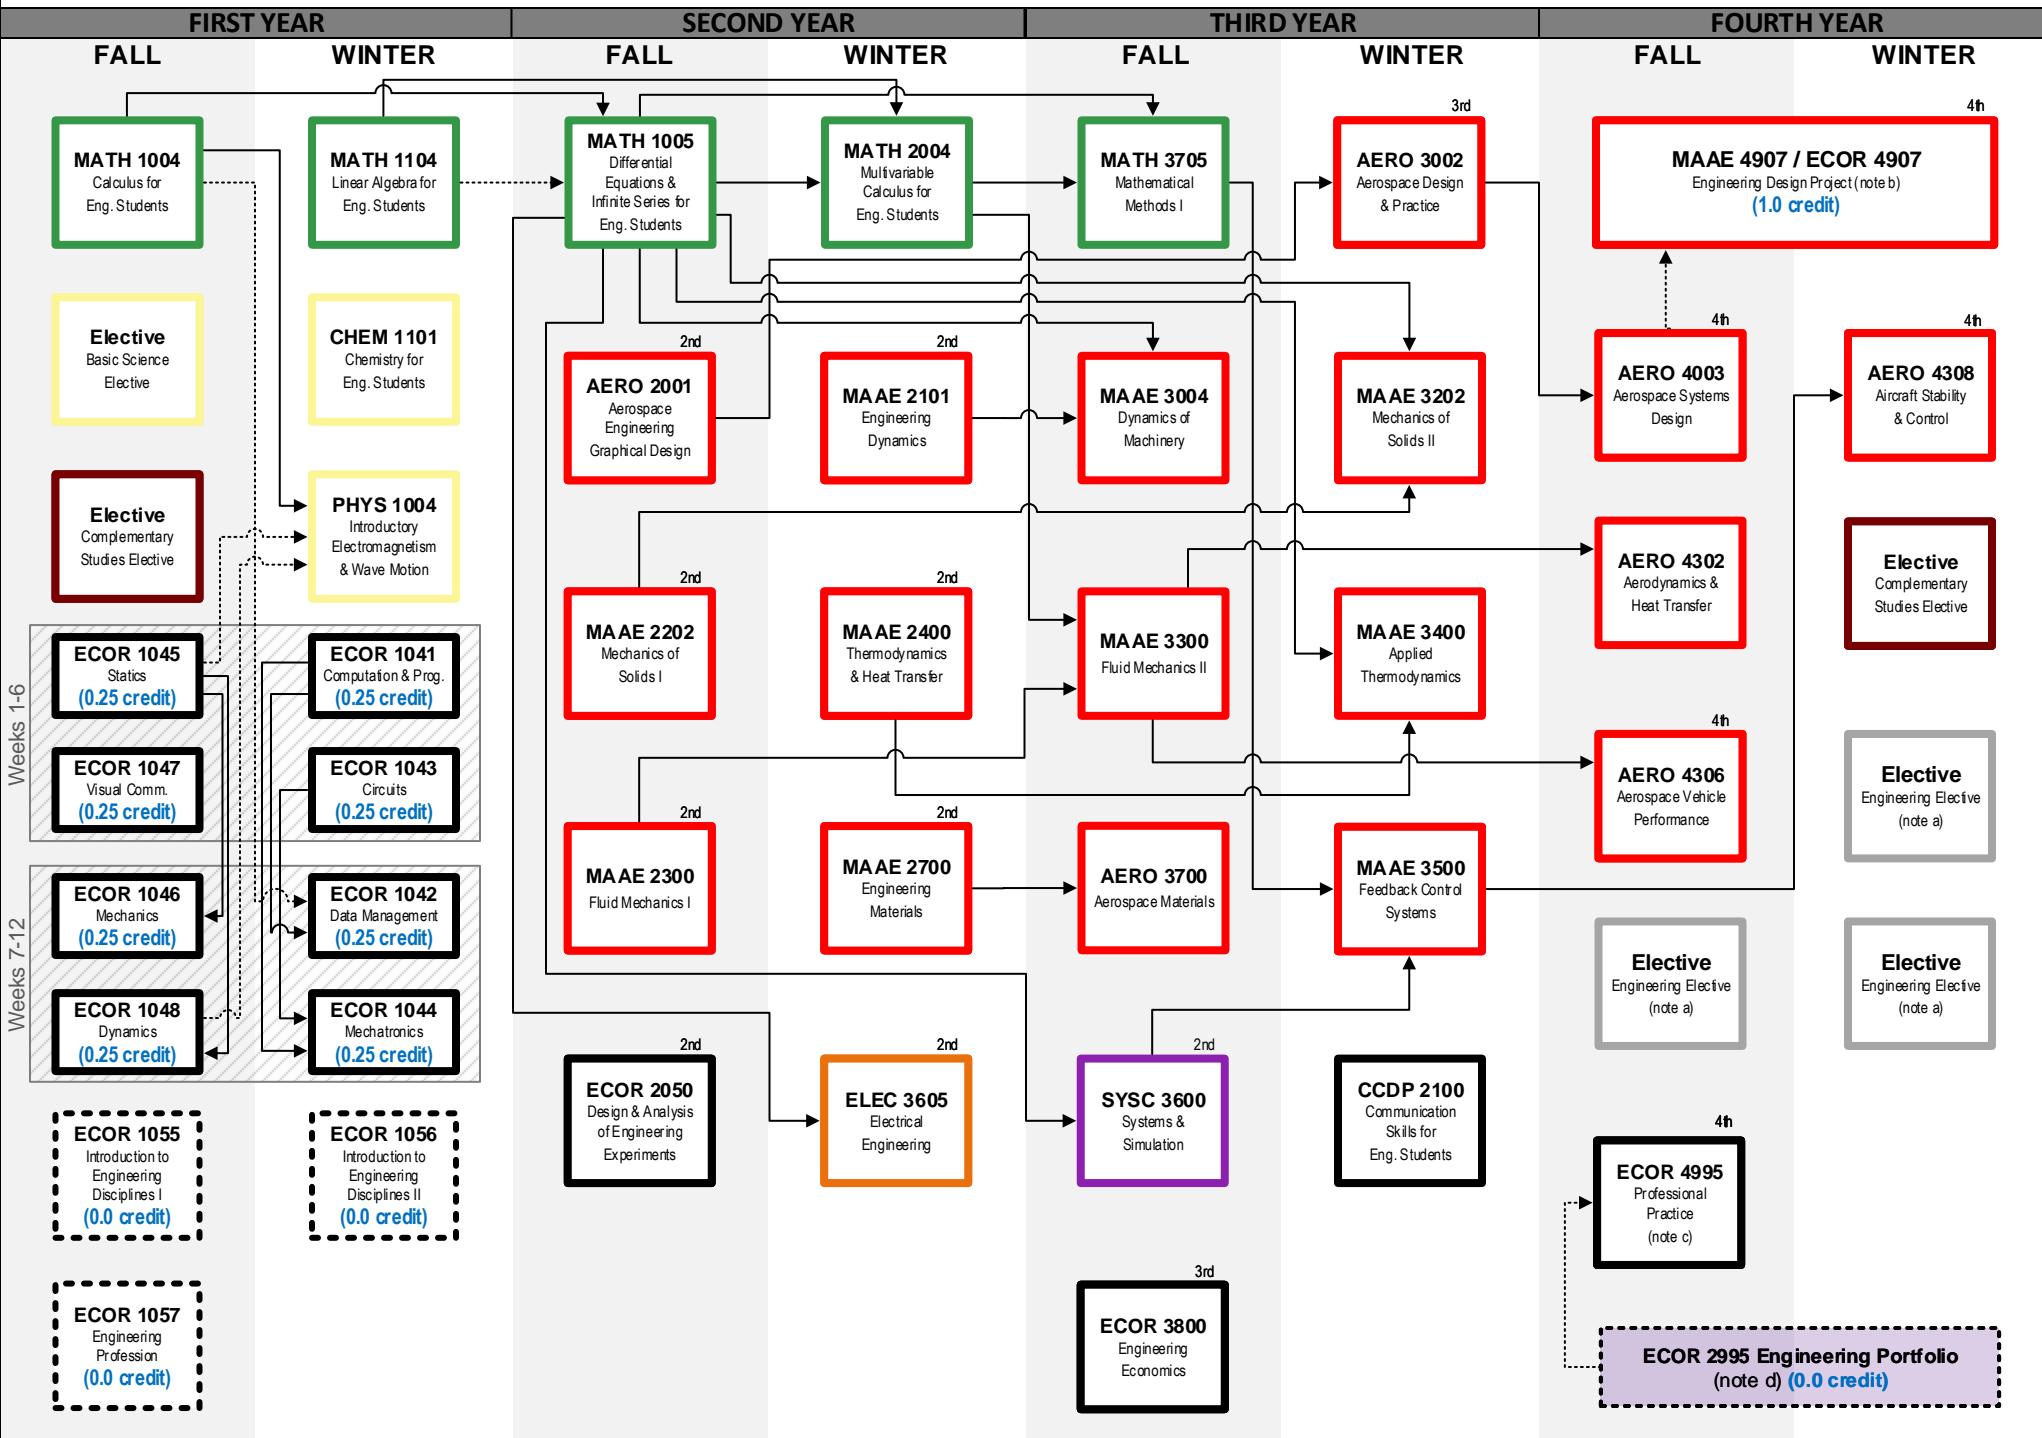 FIRST YEAR
SECOND YEAR
THIRD YEAR
FOURTH YEAR
FALL
WINTER
FALL
WINTER
FALL
WINTER
FALL
WINTER
MATH 1004
Calculus for
Eng. Students
MATH 1104
Linear Algebra for
Eng. Students
MATH 1005
Differential
Equations &
Infinite Series for
Eng. Students
MATH 2004
Multivariable
Calculus for
Eng. Students
MATH 3705
Mathematical
Methods I
3rd
AERO 3002
Aerospace Design
& Practice
4th
MAAE 4907 / ECOR 4907
Engineering Design Project (note b)
(1.0 credit)
Elective
Basic Science
Elective
CHEM 1101
Chemistry for
Eng. Students
2nd
AERO 2001
Aerospace
Engineering
Graphical Design
2nd
MAAE 2101
Engineering
Dynamics
MAAE 3004
Dynamics of
Machinery
MAAE 3202
Mechanics of
Solids II
4th
AERO 4003
Aerospace Systems
Design
4th
AERO 4308
Aircraft Stability
& Control
Elective
Complementary
Studies Elective
PHYS 1004
Introductory
Electromagnetism
& Wave Motion
2nd
MAAE 2202
Mechanics of
Solids I
2nd
MAAE 2400
Thermodynamics
& Heat Transfer
MAAE 3300
Fluid Mechanics II
MAAE 3400
Applied
Thermodynamics
AERO 4302
Aerodynamics &
Heat Transfer
Elective
Complementary
Studies Elective
Weeks 1-6
ECOR 1045
Statics
(0.25 credit)
ECOR 1041
Computation & Prog.
(0.25 credit)
ECOR 1047
Visual Comm.
(0.25 credit)
ECOR 1043
Circuits
(0.25 credit)
2nd
MAAE 2300
Fluid Mechanics I
2nd
MAAE 2700
Engineering
Materials
AERO 3700
Aerospace Materials
MAAE 3500
Feedback Control
Systems
4th
AERO 4306
Aerospace Vehicle
Performance
Elective
Engineering Elective
(note a)
Weeks 7-12
ECOR 1046
Mechanics
(0.25 credit)
ECOR 1042
Data Management
(0.25 credit)
ECOR 1048
Dynamics
(0.25 credit)
ECOR 1044
Mechatronics
(0.25 credit)
Elective
Engineering Elective
(note a)
Elective
Engineering Elective
(note a)
2nd
ECOR 2050
Design & Analysis
of Engineering
Experiments
2nd
ELEC 3605
Electrical
Engineering
2nd
SYSC 3600
Systems &
Simulation
CCDP 2100
Communication
Skills for
Eng. Students
ECOR 1055
Introduction to
Engineering
Disciplines I
(0.0 credit)
ECOR 1056
Introduction to
Engineering
Disciplines II
(0.0 credit)
4th
ECOR 4995
Professional
Practice
(note c)
ECOR 1057
Engineering
Profession
(0.0 credit)
3rd
ECOR 3800
Engineering
Economics
ECOR 2995 Engineering Portfolio
(note d) (0.0 credit)